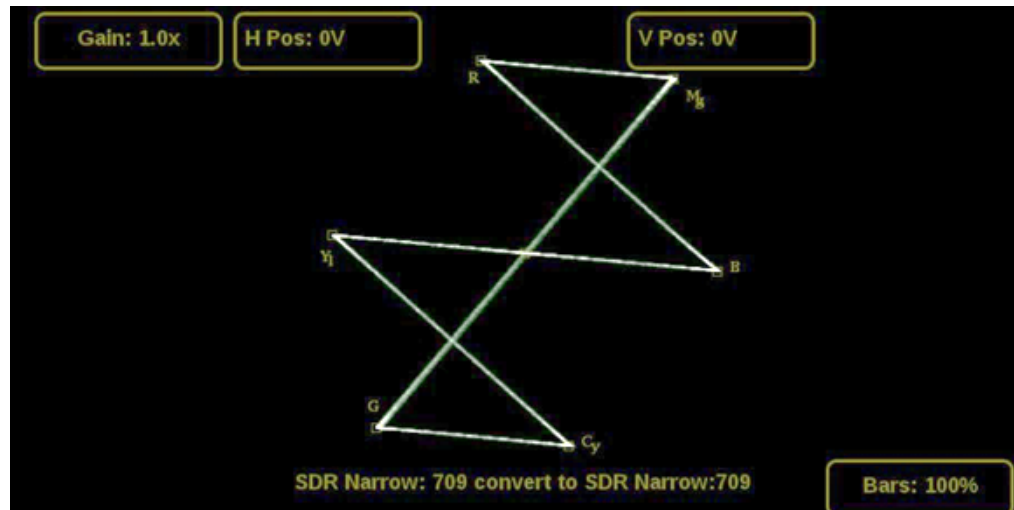 Gain: 1.0x
H Pos: 0V
V Pos: 0V
R
Mg
B
Yl
G
Cy
SDR Narrow: 709 convert to SDR Narrow:709
Bars: 100%